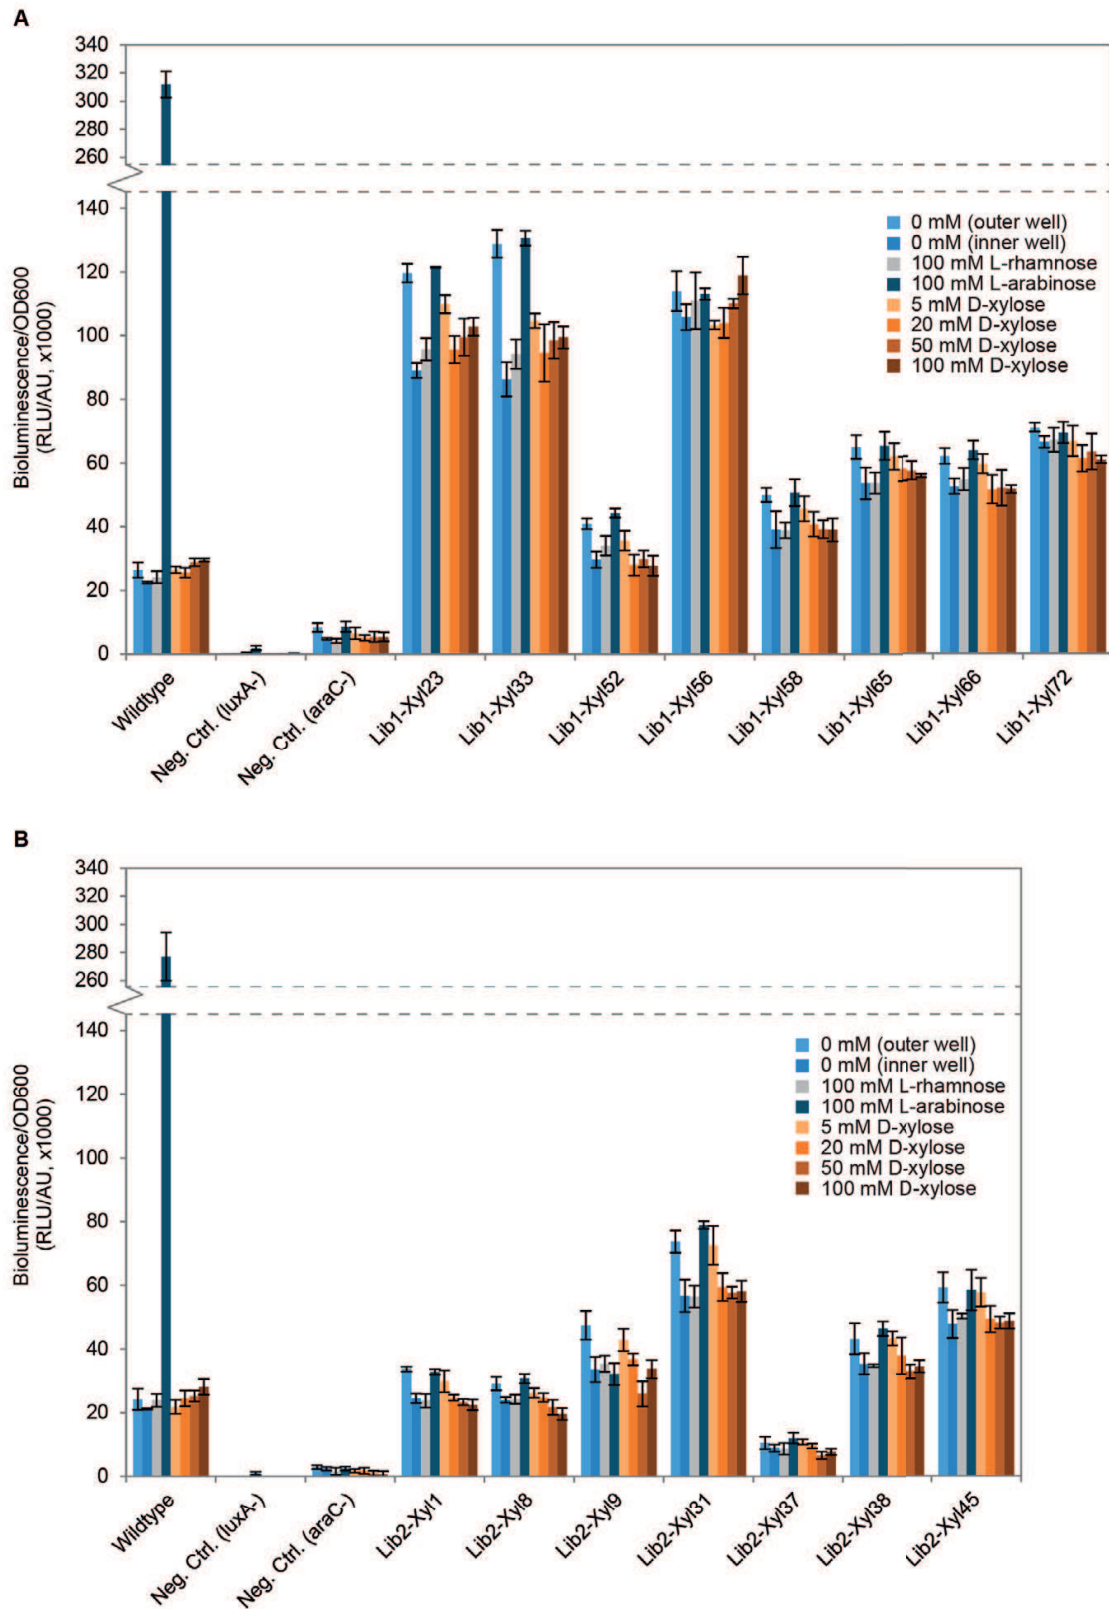 A
340
320
300
280
260
140
120
100
80
60
40
20
0
Bioluminescence/OD600
(RLU/AU, x1000)
0 mM (outer well)
0 mM (inner well)
100 mM L-rhamnose
100 mM L-arabinose
5 mM D-xylose
20 mM D-xylose
50 mM D-xylose
100 mM D-xylose
Wildtype
Neg. Ctrl. (luxA-)
Neg. Ctrl. (araC-)
Lib1-Xyl23
Lib1-Xyl33
Lib1-Xyl52
Lib1-Xyl56
Lib1-Xyl58
Lib1-Xyl65
Lib1-Xyl66
Lib1-Xyl72
B
340
320
300
280
260
140
120
100
80
60
40
20
0
Bioluminescence/OD600
(RLU/AU, x1000)
0 mM (outer well)
0 mM (inner well)
100 mM L-rhamnose
100 mM L-arabinose
5 mM D-xylose
20 mM D-xylose
50 mM D-xylose
100 mM D-xylose
Wildtype
Neg. Ctrl. (luxA-)
Neg. Ctrl. (araC-)
Lib2-Xyl1
Lib2-Xyl8
Lib2-Xyl9
Lib2-Xyl31
Lib2-Xyl37
Lib2-Xyl38
Lib2-Xyl45